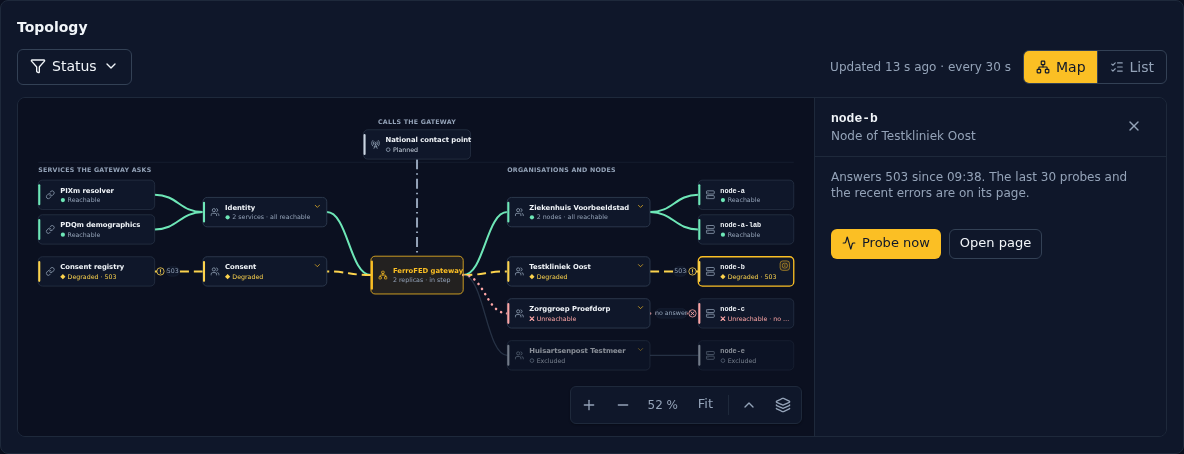 Topology
Status
Updated 13 s ago · every 30 s
Map
List
CALLS THE GATEWAY
National contact point
Planned
SERVICES THE GATEWAY ASKS
ORGANISATIONS AND NODES
PIXm resolver
Reachable
PDQm demographics
Reachable
Identity
2 services · all reachable
Consent registry
Degraded · 503
503
Consent
Degraded
FerroFED gateway
2 replicas · in step
Ziekenhuis Voorbeeldstad
2 nodes · all reachable
node-a
Reachable
node-a-lab
Reachable
Testkliniek Oost
Degraded
503
node-b
Degraded · 503
Zorggroep Proefdorp
Unreachable
no answer
node-c
Unreachable · no ...
Huisartsenpost Testmeer
Excluded
node-e
Excluded
52 %
Fit
node-b
Node of Testkliniek Oost
Answers 503 since 09:38. The last 30 probes and
the recent errors are on its page.
Probe now
Open page